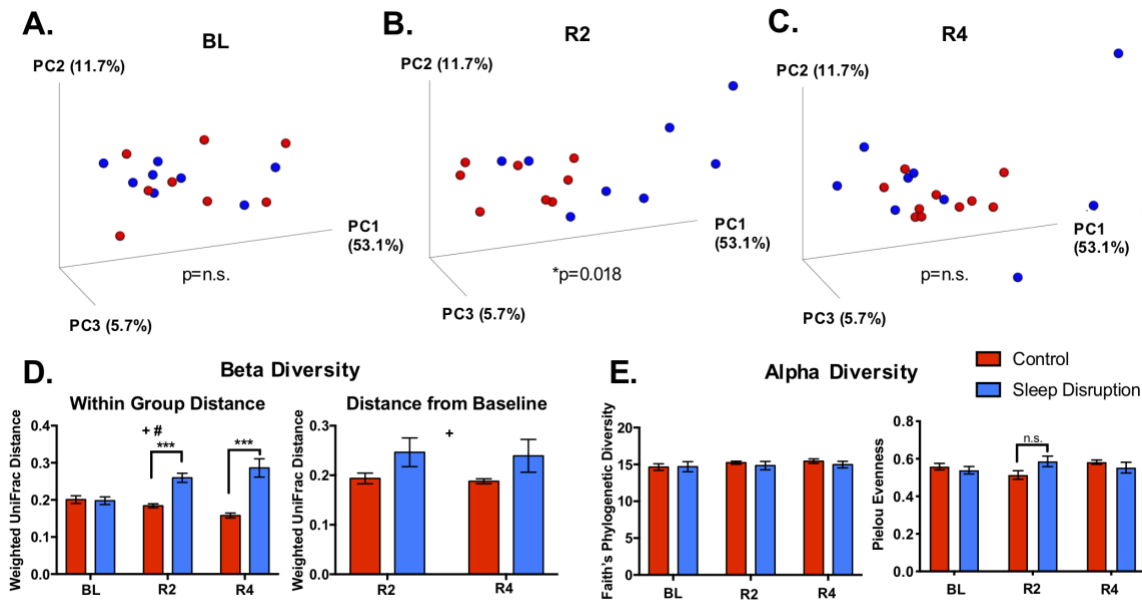 A.
BL
PC2 (11.7%)
PC1
(53.1%)
p=n.s.
PC3 (5.7%)
B.
R2
PC2 (11.7%)
PC1
(53.1%)
*p=0.018
PC3 (5.7%)
C.
R4
PC2 (11.7%)
PC1
(53.1%)
p=n.s.
PC3 (5.7%)
D.
Beta Diversity
Within Group Distance
Weighted UniFrac Distance
0.4
0.3
0.2
0.1
0.0
+ #
***
***
BL
R2
R4
Distance from Baseline
Weighted UniFrac Distance
0.3
0.2
0.1
0.0
+
R2
R4
E.
Alpha Diversity
Control
Sleep Disruption
Faith's Phylogenetic Diversity
20
15
10
5
0
BL
R2
R4
Pielou Evenness
0.8
0.6
0.4
0.2
0.0
n.s.
BL
R2
R4